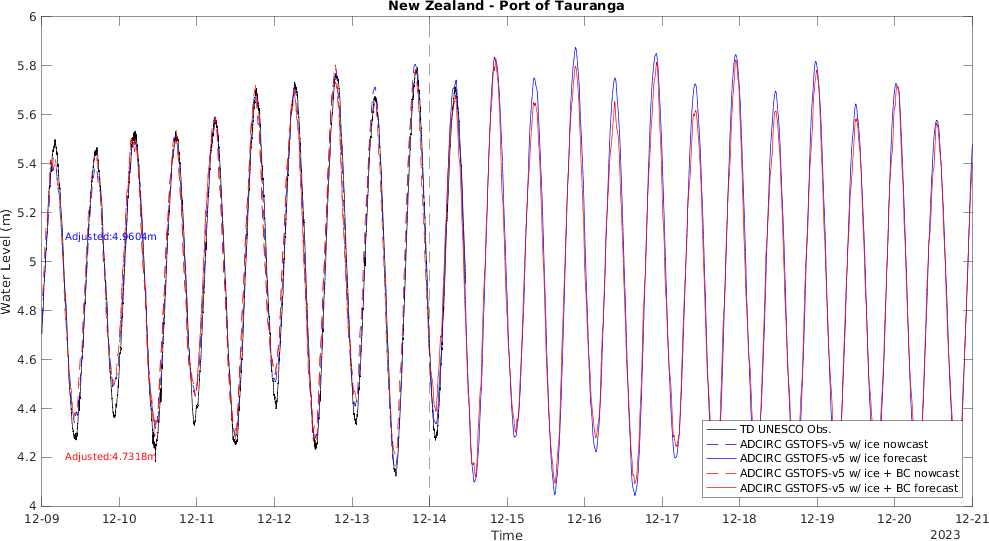 New Zealand - Port of Tauranga
6
5.8
5.6
5.4
5.2
5
4.8
4.6
4.4
4.2
4
Water Level (m)
Adjusted:4.9604m
Adjusted:4.7318m
TD UNESCO Obs.
ADCIRC GSTOFS-v5 w/ ice nowcast
ADCIRC GSTOFS-v5 w/ ice forecast
ADCIRC GSTOFS-v5 w/ ice + BC nowcast
ADCIRC GSTOFS-v5 w/ ice + BC forecast
12-09 12-10 12-11 12-12 12-13 12-14 12-15 12-16 12-17 12-18 12-19 12-20 12-21
Time
2023